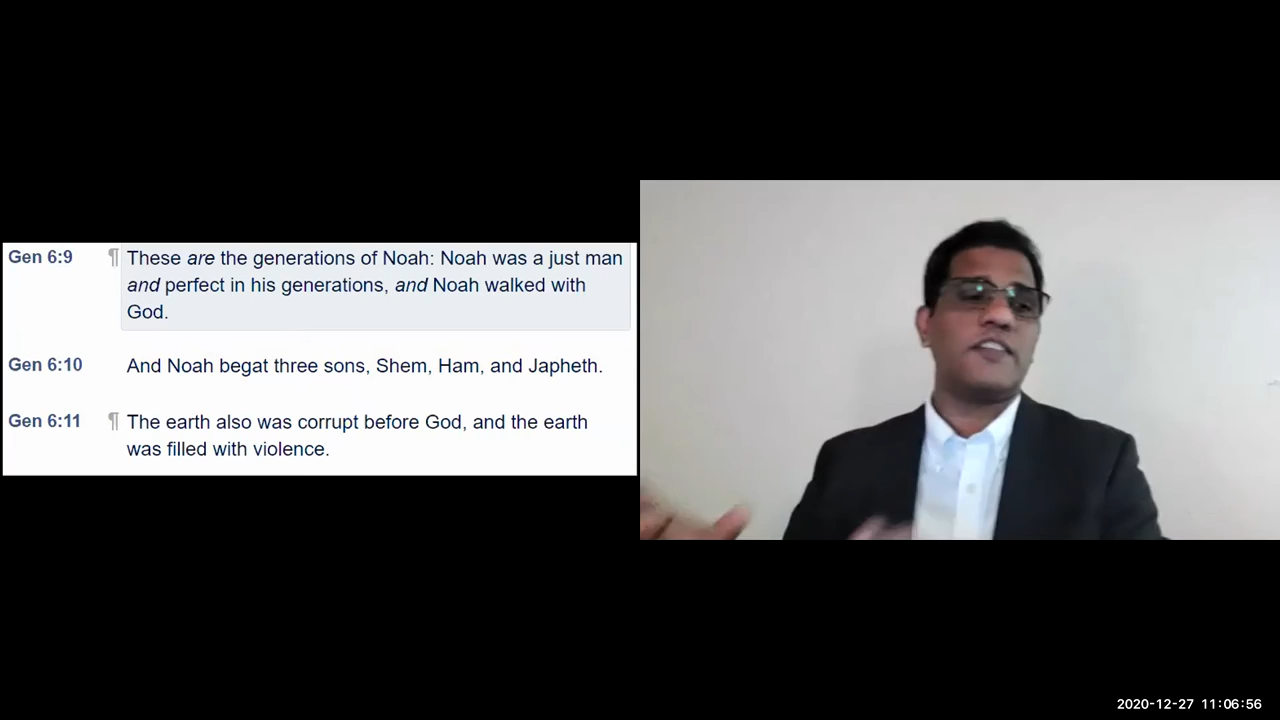 Gen 6:9 ¶ These are the generations of Noah: Noah was a just man
and perfect in his generations, and Noah walked with
God.
Gen 6:10 And Noah begat three sons, Shem, Ham, and Japheth.
Gen 6:11 ¶ The earth also was corrupt before God, and the earth
was filled with violence.
2020-12-27 11:06:56